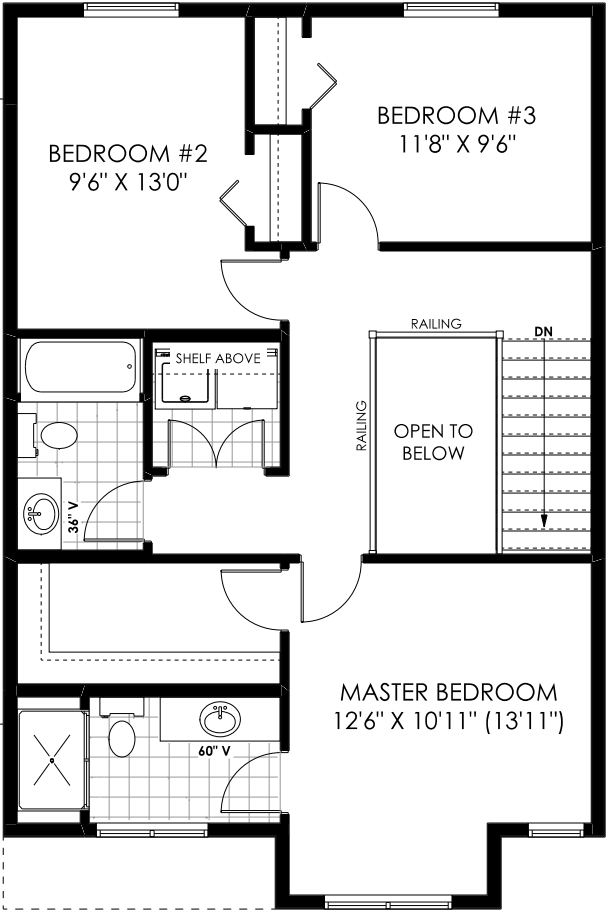 BEDROOM #3
11'8" X 9'6"
BEDROOM #2
9'6" X 13'0"
RAILING
DN
SHELF ABOVE
RAILING
OPEN TO
BELOW
36" V
MASTER BEDROOM
12'6" X 10'11" (13'11")
60" V